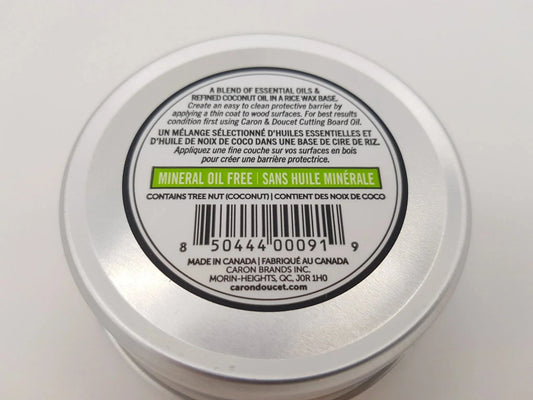 A BLEND OF ESSENTIAL OILS &
REFINED COCONUT OIL IN A RICE WAX BASE.
Create an easy to clean protective barrier by
applying a thin coat to wood surfaces. For best results
condition first using Caron & Doucet Cutting Board Oil.
UN MÉLANGE SÉLECTIONNÉ D'HUILES ESSENTIELLES ET
D'HUILE DE NOIX DE COCO DANS UNE BASE DE CIRE DE RIZ.
Appliquez une fine couche sur vos surfaces en bois
pour créer une barrière protectrice.
MINERAL OIL FREE | SANS HUILE MINÉRALE
CONTAINS TREE NUT (COCONUT) | CONTIENT DES NOIX DE COCO
8 50444 00091 9
MADE IN CANADA | FABRIQUÉ AU CANADA
CARON BRANDS INC.
MORIN-HEIGHTS, QC, J0R 1H0
carondoucet.com